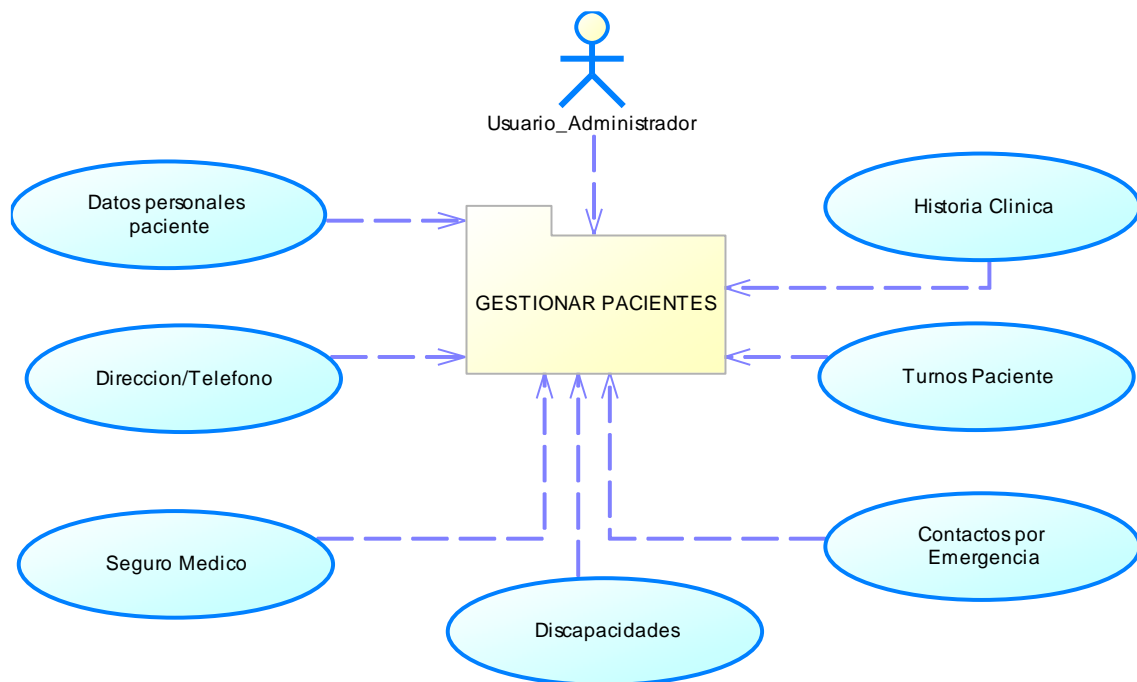 Usuario_Administrador
Datos personales
paciente
Historia Clinica
GESTIONAR PACIENTES
Direccion/Telefono
Turnos Paciente
Seguro Medico
Contactos por
Emergencia
Discapacidades